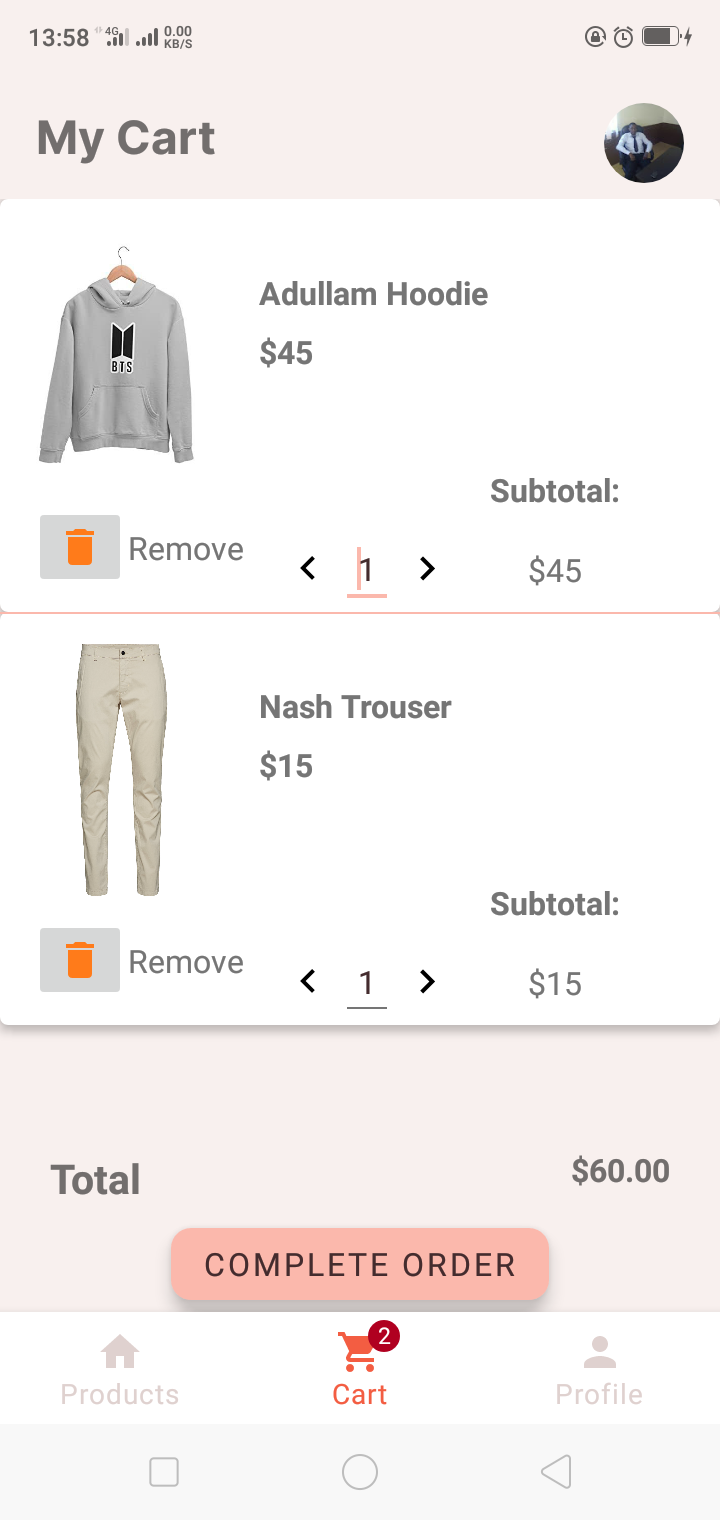 13:58 4G 0.00 KB/S
My Cart
BTS
Adullam Hoodie
$45
Subtotal:
Remove
1
$45
Nash Trouser
$15
Subtotal:
Remove
1
$15
Total
$60.00
COMPLETE ORDER
2
Products
Cart
Profile